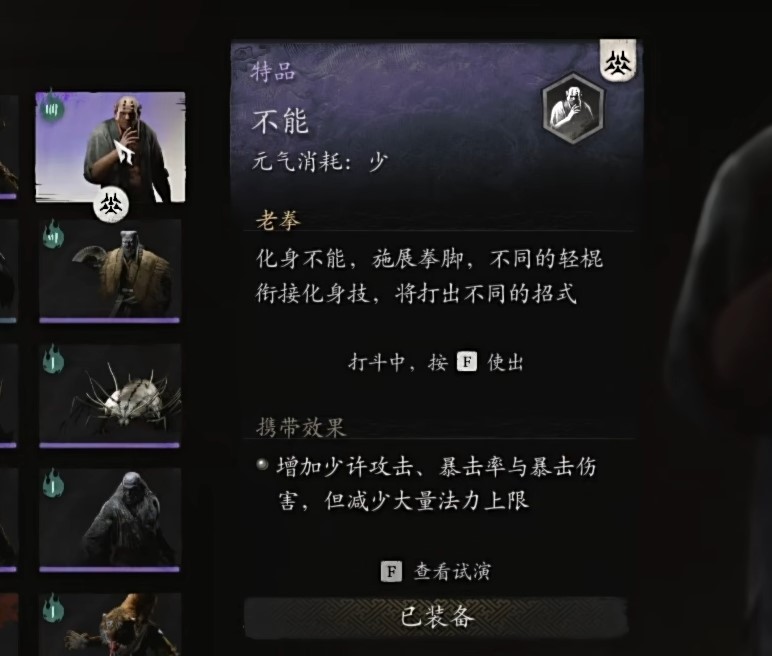 特品
不能
元气消耗：少
老拳
化身不能，施展拳脚，不同的轻棍
衔接化身技，将打出不同的招式
打斗中，按 F 使出
携带效果
增加少许攻击、暴击率与暴击伤
害，但减少大量法力上限
F 查看试演
已装备